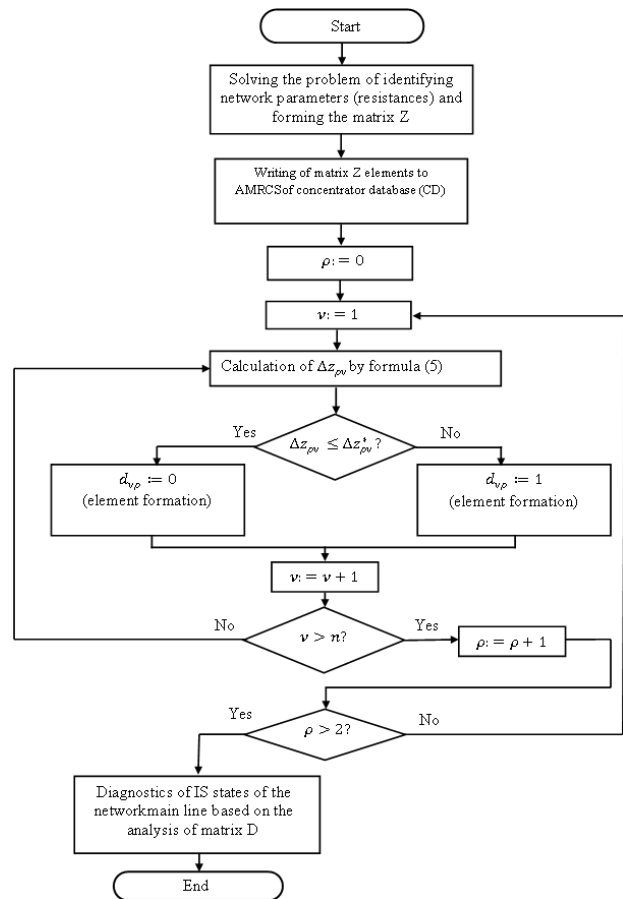 Start
Solving the problem of identifying
network parameters (resistances) and
forming the matrix Z
Writing of matrix Z elements to
AMRCSof concentrator database (CD)
ρ: = 0
ν: = 1
Calculation of Δz_ρν by formula (5)
Yes
Δz_ρν ≤ Δz*_ρν ?
No
d_νρ ≔ 0
(element formation)
d_νρ ≔ 1
(element formation)
ν: = ν + 1
No
ν > n?
Yes
ρ: = ρ + 1
Yes
ρ > 2?
No
Diagnostics of IS states of the
networkmain line based on the
analysis of matrix D
End